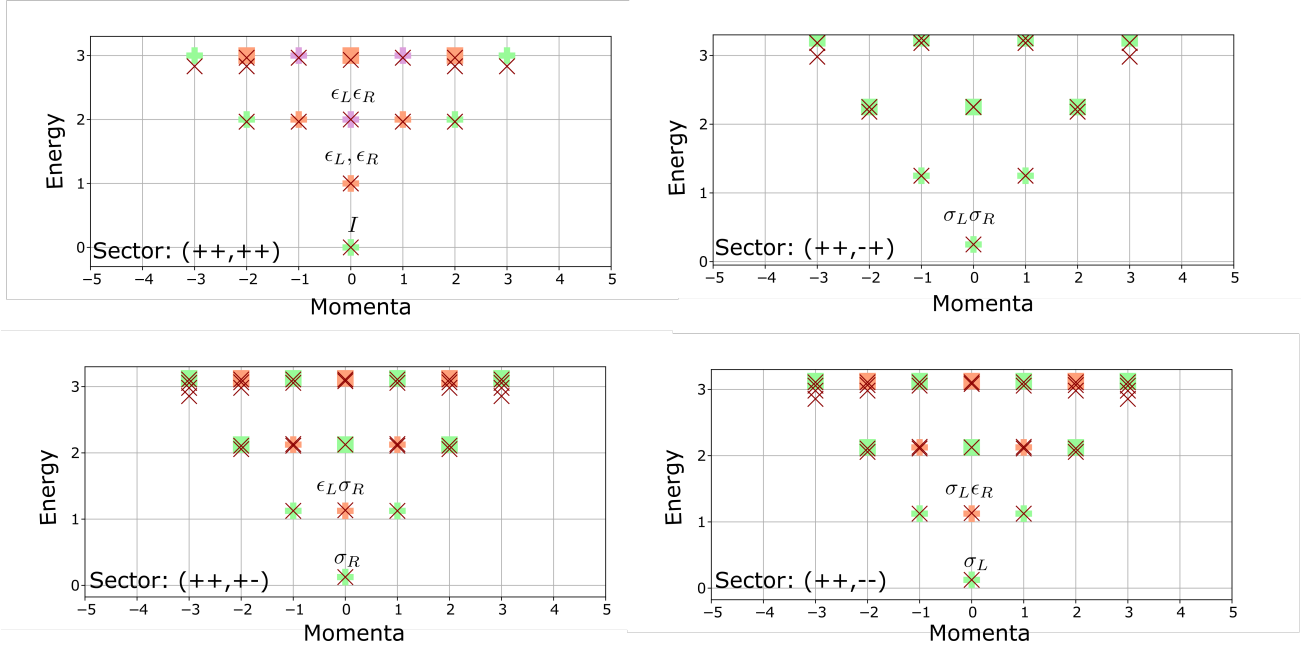 3
2
1
0
Energy
ϵ_Lϵ_R
ϵ_L, ϵ_R
I
Sector: (++,++)
−5 −4 −3 −2 −1 0 1 2 3 4 5
Momenta
3
2
1
0
Energy
σ_Lσ_R
Sector: (++,-+)
−5 −4 −3 −2 −1 0 1 2 3 4 5
Momenta
3
2
1
0
Energy
ϵ_Lσ_R
σ_R
Sector: (++,+-)
−5 −4 −3 −2 −1 0 1 2 3 4 5
Momenta
3
2
1
0
Energy
σ_Lϵ_R
σ_L
Sector: (++,--)
−5 −4 −3 −2 −1 0 1 2 3 4 5
Momenta